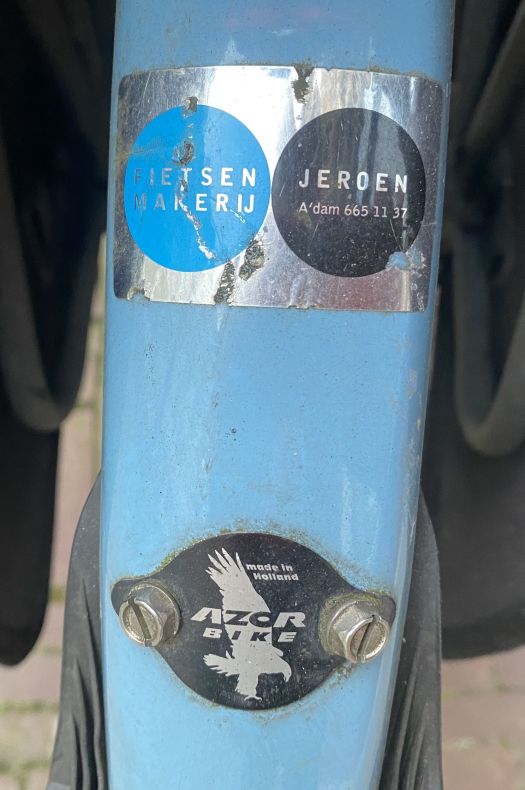 FIETSEN
MAKERIJ
JEROEN
A'dam 665 11 37
made in
Holland
AZOR
BIKE